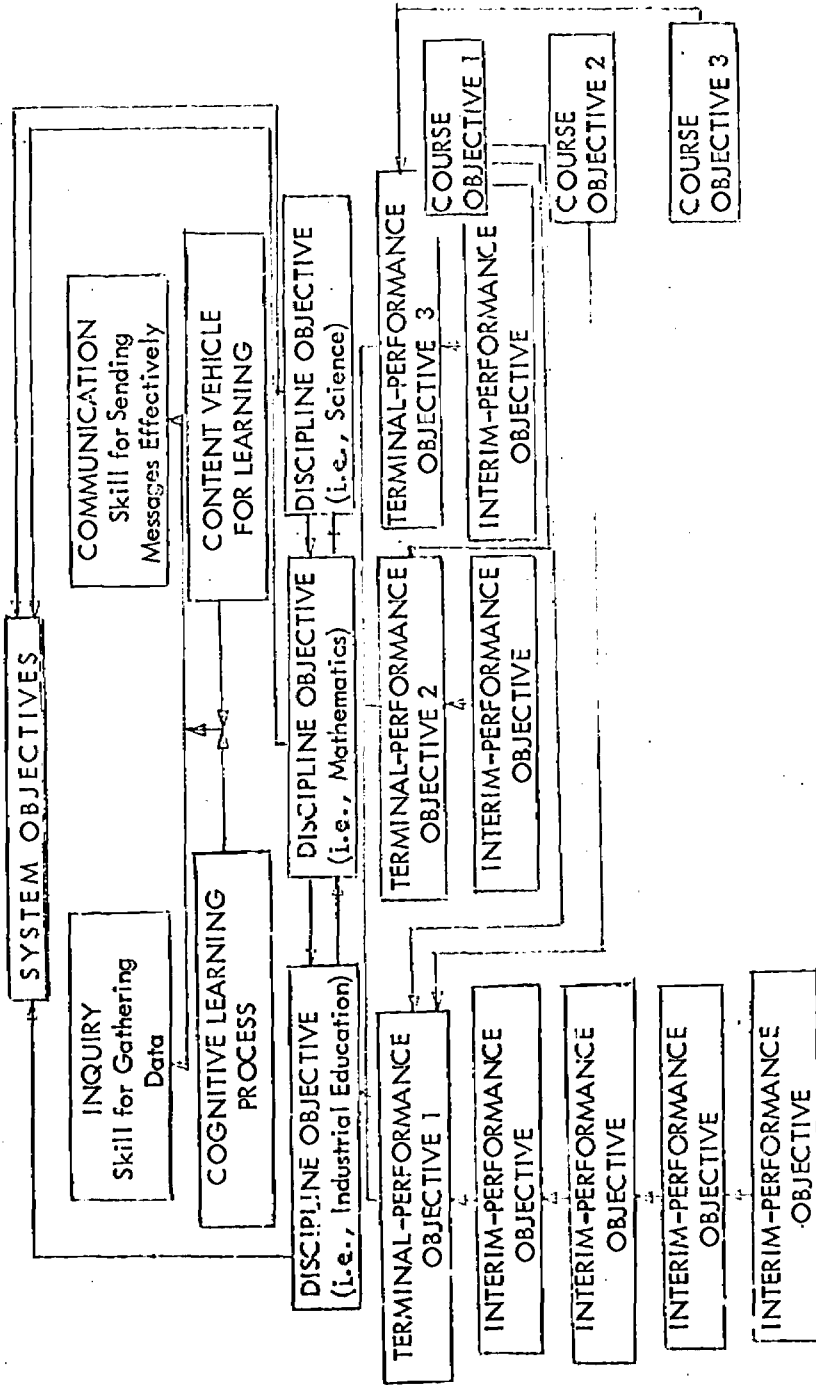 SYSTEM OBJECTIVES
INQUIRY
Skill for Gathering
Data
COMMUNICATION
Skill for Sending
Messages Effectively
COGNITIVE LEARNING
PROCESS
CONTENT VEHICLE
FOR LEARNING
DISCIPLINE OBJECTIVE
(i.e., Industrial Education)
DISCIPLINE OBJECTIVE
(i.e., Mathematics)
DISCIPLINE OBJECTIVE
(i.e., Science)
TERMINAL-PERFORMANCE
OBJECTIVE 1
TERMINAL-PERFORMANCE
OBJECTIVE 2
TERMINAL-PERFORMANCE
OBJECTIVE 3
COURSE
OBJECTIVE 1
INTERIM-PERFORMANCE
OBJECTIVE
INTERIM-PERFORMANCE
OBJECTIVE
INTERIM-PERFORMANCE
OBJECTIVE
COURSE
OBJECTIVE 2
INTERIM-PERFORMANCE
OBJECTIVE
INTERIM-PERFORMANCE
OBJECTIVE
COURSE
OBJECTIVE 3
INTERIM-PERFORMANCE
OBJECTIVE